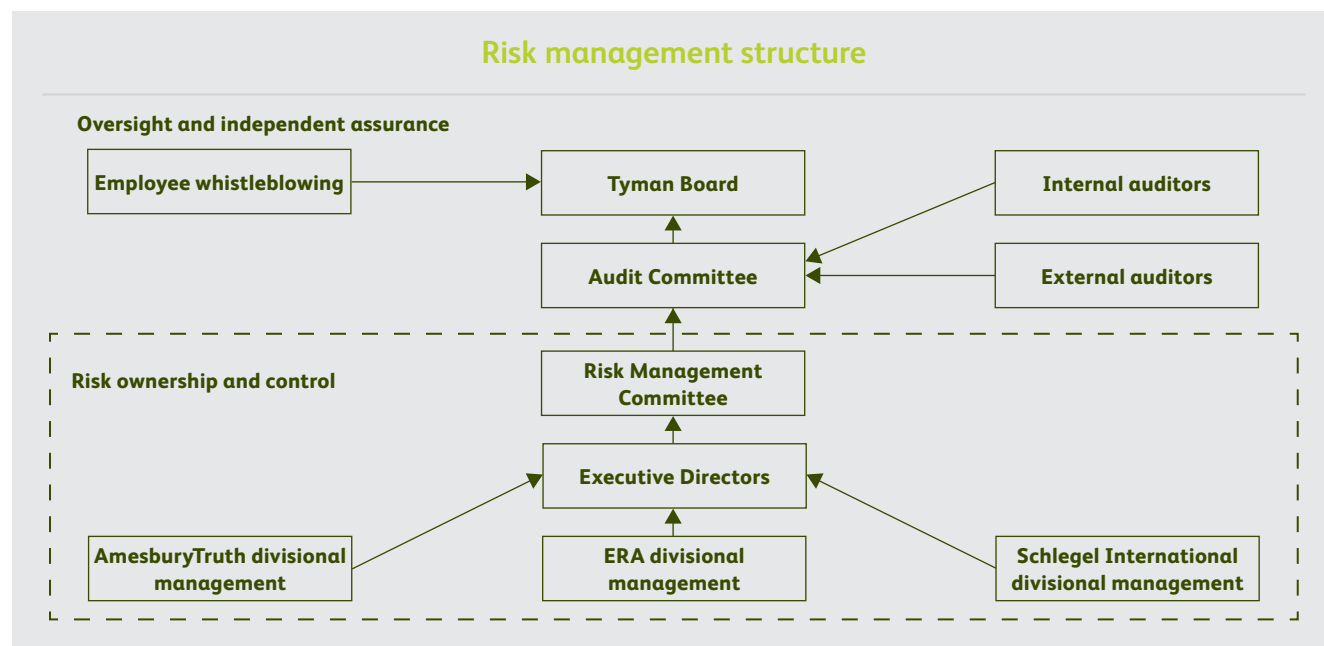 Risk management structure
Oversight and independent assurance
Employee whistleblowing
Tyman Board
Internal auditors
Audit Committee
External auditors
Risk ownership and control
Risk Management
Committee
Executive Directors
AmesburyTruth divisional
management
ERA divisional
management
Schlegel International
divisional management